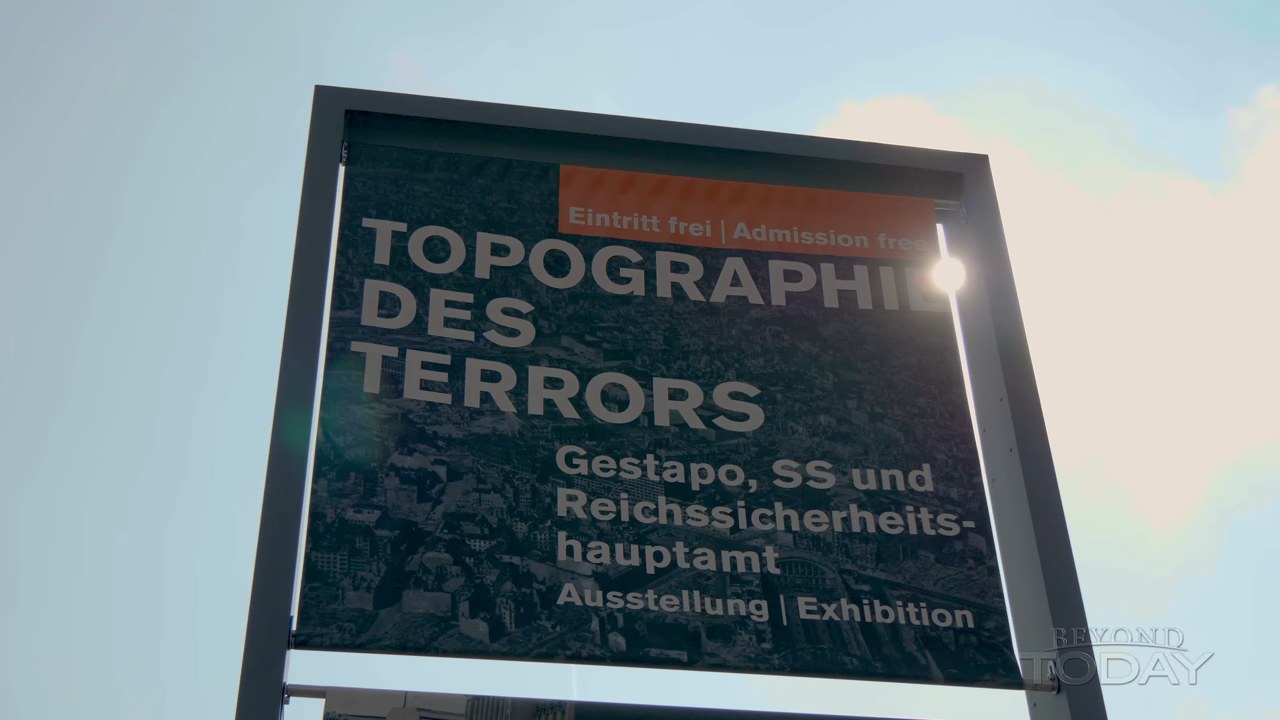 Eintritt frei | Admission free
TOPOGRAPHIE
DES
TERRORS
Gestapo, SS und
Reichssicherheits-
hauptamt
Ausstellung | Exhibition
BEYOND
TODAY